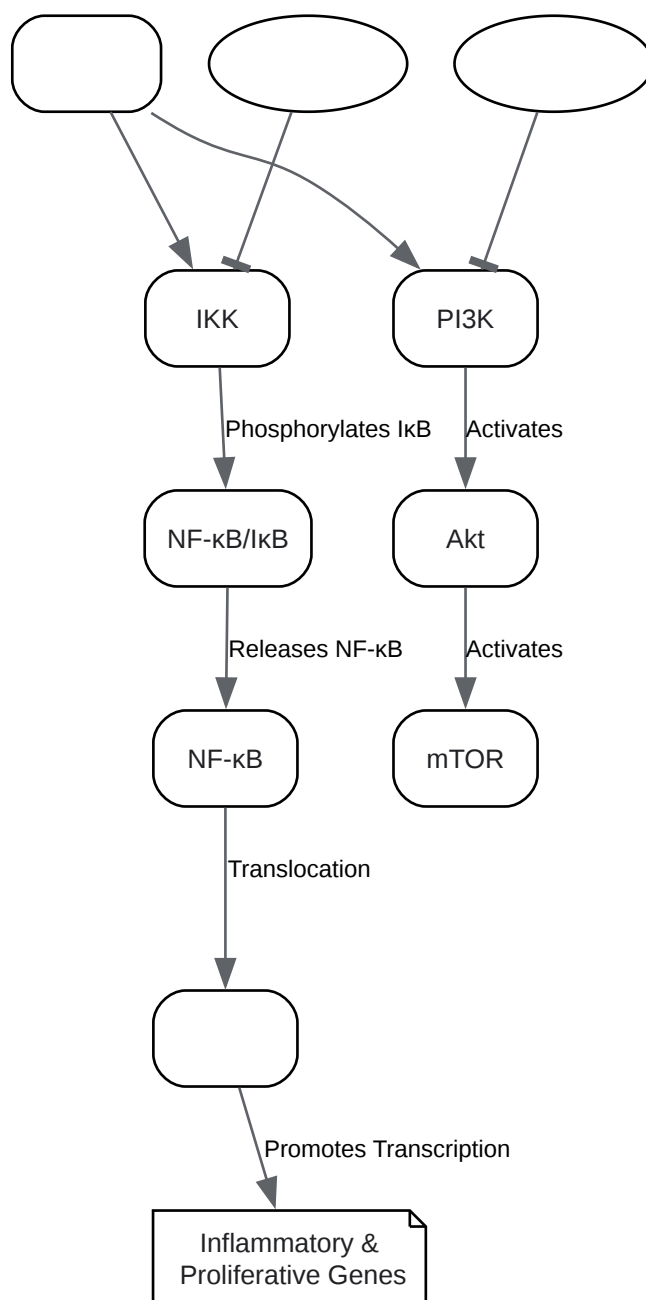 IKK
PI3K
Phosphorylates IκB
Activates
NF-κB/IκB
Akt
Releases NF-κB
Activates
NF-κB
mTOR
Translocation
Promotes Transcription
Inflammatory &
Proliferative Genes